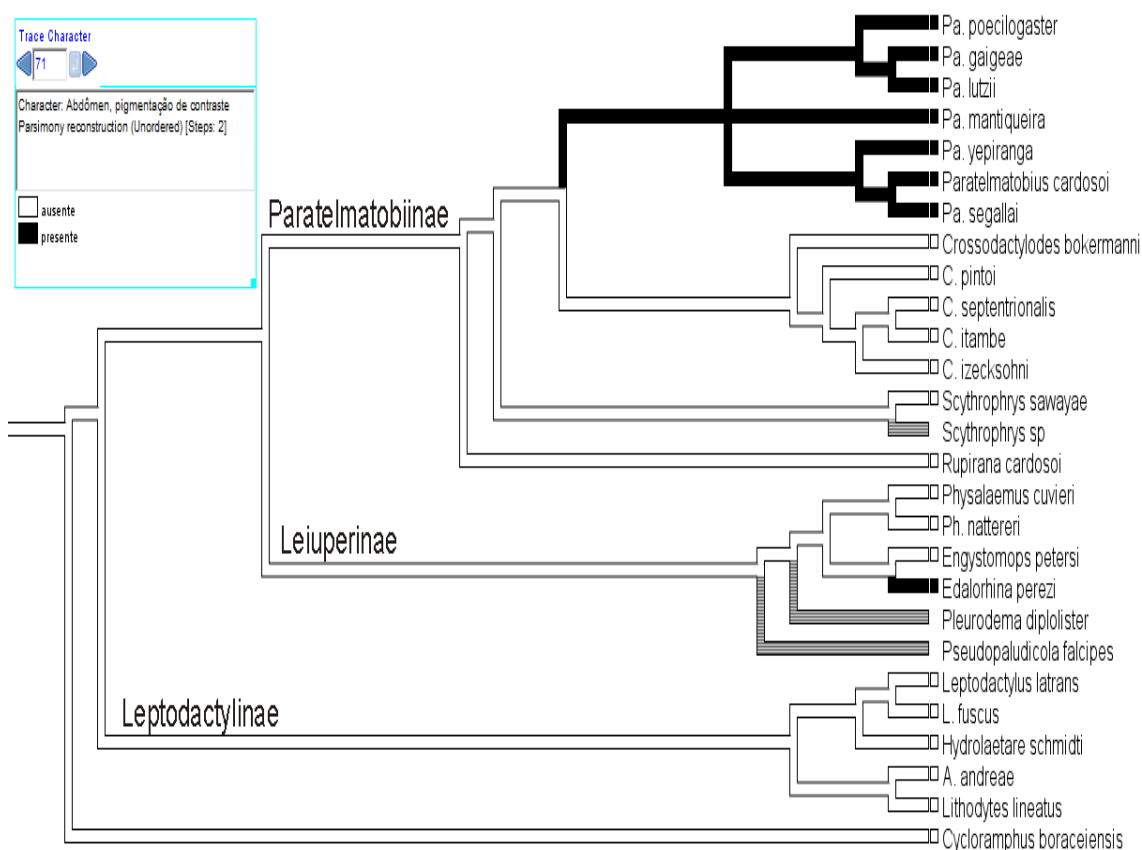 Trace Character
71
Character: Abdômen, pigmentação de contraste
Parsimony reconstruction (Unordered) [Steps: 2]
ausente
presente
Paratelmatobiinae
Leiuperinae
Leptodactylinae
Pa. poecilogaster
Pa. gaigeae
Pa. lutzii
Pa. mantiqueira
Pa. yepiranga
Paratelmatobius cardosoi
Pa. segallai
Crossodactylodes bokermanni
C. pintoi
C. septentrionalis
C. itambe
C. izecksohni
Scythrophrys sawayae
Scythrophrys sp
Rupirana cardosoi
Physalaemus cuvieri
Ph. nattereri
Engystomops petersi
Edalorhina perezi
Pleurodema diplolister
Pseudopaludicola falcipes
Leptodactylus latrans
L. fuscus
Hydrolaetare schmidti
A. andreae
Lithodytes lineatus
Cycloramphus boraceiensis